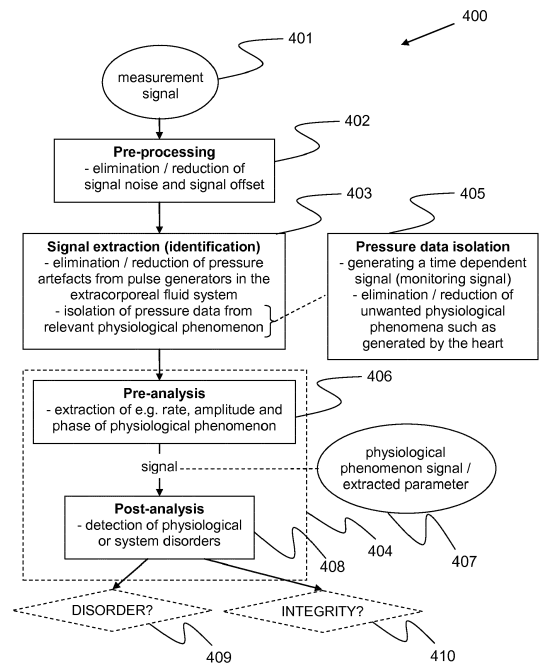 400
401
measurement
signal
402
Pre-processing
- elimination / reduction of
signal noise and signal offset
403
405
Signal extraction (identification)
- elimination / reduction of pressure
artefacts from pulse generators in the
extracorporeal fluid system
- isolation of pressure data from
relevant physiological phenomenon
Pressure data isolation
- generating a time dependent
signal (monitoring signal)
- elimination / reduction of
unwanted physiological
phenomena such as
generated by the heart
406
Pre-analysis
- extraction of e.g. rate, amplitude and
phase of physiological phenomenon
signal
physiological
phenomenon signal /
extracted parameter
Post-analysis
- detection of physiological
or system disorders
404
407
408
DISORDER?
INTEGRITY?
409
410